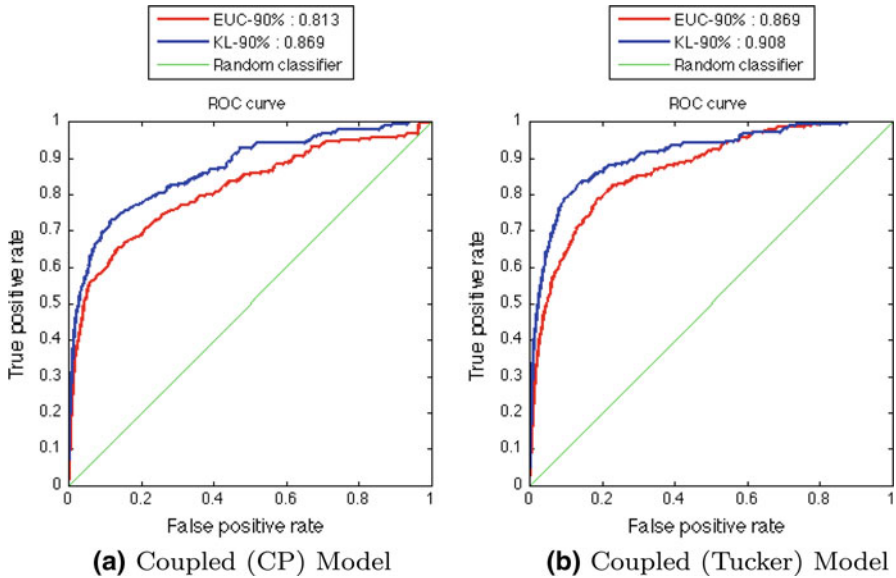 EUC-90% : 0.813
KL-90% : 0.869
Random classifier
ROC curve
1
0.9
0.8
0.7
0.6
0.5
0.4
0.3
0.2
0.1
0
True positive rate
0 0.2 0.4 0.6 0.8 1
False positive rate
(a) Coupled (CP) Model
EUC-90% : 0.869
KL-90% : 0.908
Random classifier
ROC curve
1
0.9
0.8
0.7
0.6
0.5
0.4
0.3
0.2
0.1
0
True positive rate
0 0.2 0.4 0.6 0.8 1
False positive rate
(b) Coupled (Tucker) Model